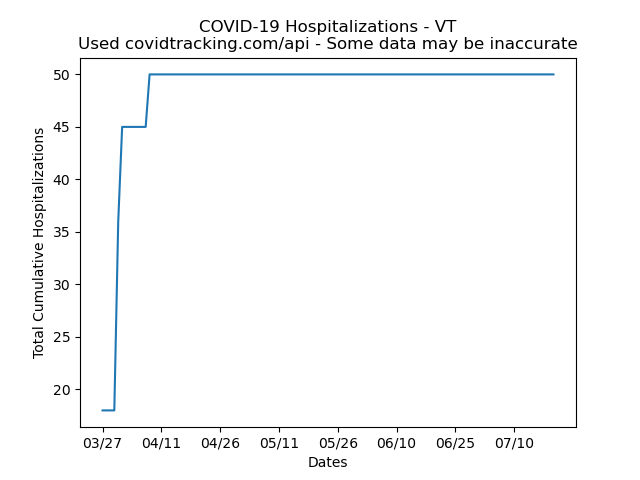 COVID-19 Hospitalizations - VT
Used covidtracking.com/api - Some data may be inaccurate
50
45
40
35
30
25
20
Total Cumulative Hospitalizations
03/27 04/11 04/26 05/11 05/26 06/10 06/25 07/10
Dates